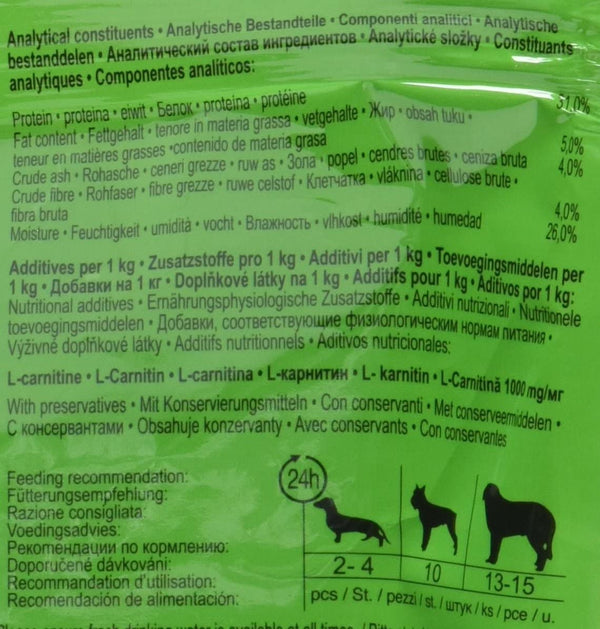 Analytical constituents • Analytische Bestandteile • Componenti analitici • Analytische
bestanddelen • Аналитический состав ингредиентов • Analytické složky • Constituants
analytiques • Componentes analíticos:
Protein • proteina • eiwit • Белок • proteina • protéine 51,0%
Fat content • Fettgehalt • tenore in materia grassa • vetgehalte • Жир • obsah tuku •
teneur en matières grasses •contenido de materia grasa 5,0%
Crude ash • Rohasche • ceneri grezze • ruw as • Зола • popel • cendres brutes • ceniza bruta 4,0%
Crude fibre • Rohfaser • fibre grezze • ruwe celstof • Клетчатка • vláknina • cellulose brute •
fibra bruta 4,0%
Moisture • Feuchtigkeit • umidità • vocht • Влажность • vlhkost • humidité • humedad 26,0%
Additives per 1 kg • Zusatzstoffe pro 1 kg • Additivi per 1 kg • Toevoegingsmiddelen per
1 kg • Добавки на 1 кг • Doplňkové látky na 1 kg • Additifs pour 1 kg • Aditivos por 1 kg:
Nutritional additives • Ernährungsphysiologische Zusatzstoffe • Additivi nutrizionali • Nutritionele
toevoegingsmiddelen • Добавки, соответствующие физиологическим нормам питания •
Výživné doplňkové látky • Additifs nutritionnels • Aditivos nutricionales:
L-carnitine • L-Carnitin • L-carnitina • L-карнитин • L- karnitin • L-Carnitină 1000 mg/мг
With preservatives • Mit Konservierungsmitteln • Con conservanti • Met conserveermiddelen •
С консервантами • Obsahuje konzervanty • Avec conservants • Con conservantes
Feeding recommendation:
Fütterungsempfehlung:
Razione consigliata:
Voedingsadvies:
Рекомендации по кормлению:
Doporučené dávkování:
Recommandation d'utilisation:
Recomendación de alimentación:
24h
2- 4 10 13-15
pcs / St. / pezzi / st. / штук / ks / pce / u.